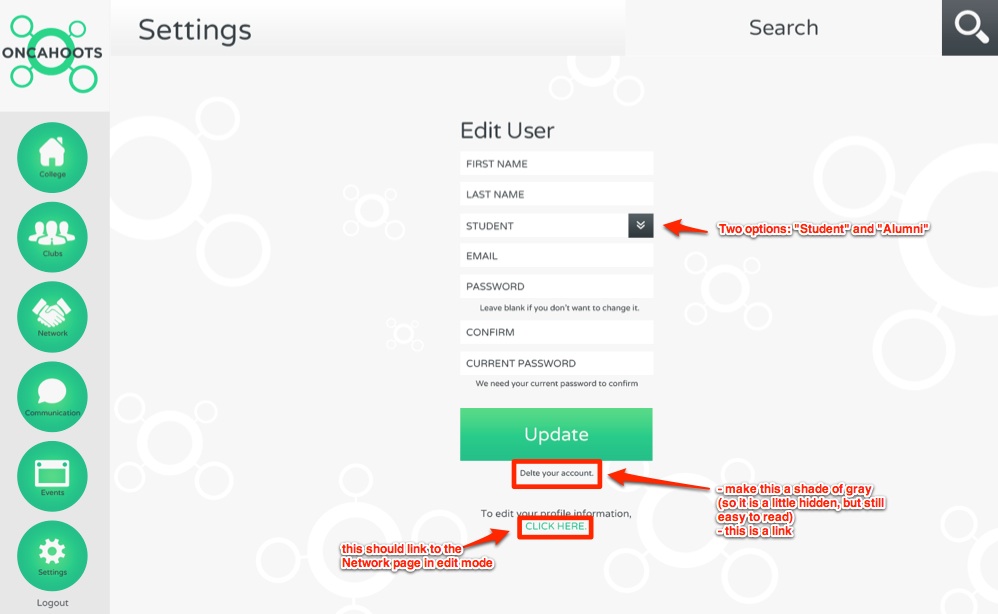 ONCAHOOTS
Settings
Search
College
Clubs
Network
Communication
Events
Settings
Logout
Edit User
FIRST NAME
LAST NAME
STUDENT
Two options: "Student" and "Alumni"
EMAIL
PASSWORD
Leave blank if you don't want to change it.
CONFIRM
CURRENT PASSWORD
We need your current password to confirm
Update
Delte your account.
- make this a shade of gray
(so it is a little hidden, but still
easy to read)
- this is a link
To edit your profile information,
CLICK HERE.
this should link to the
Network page in edit mode